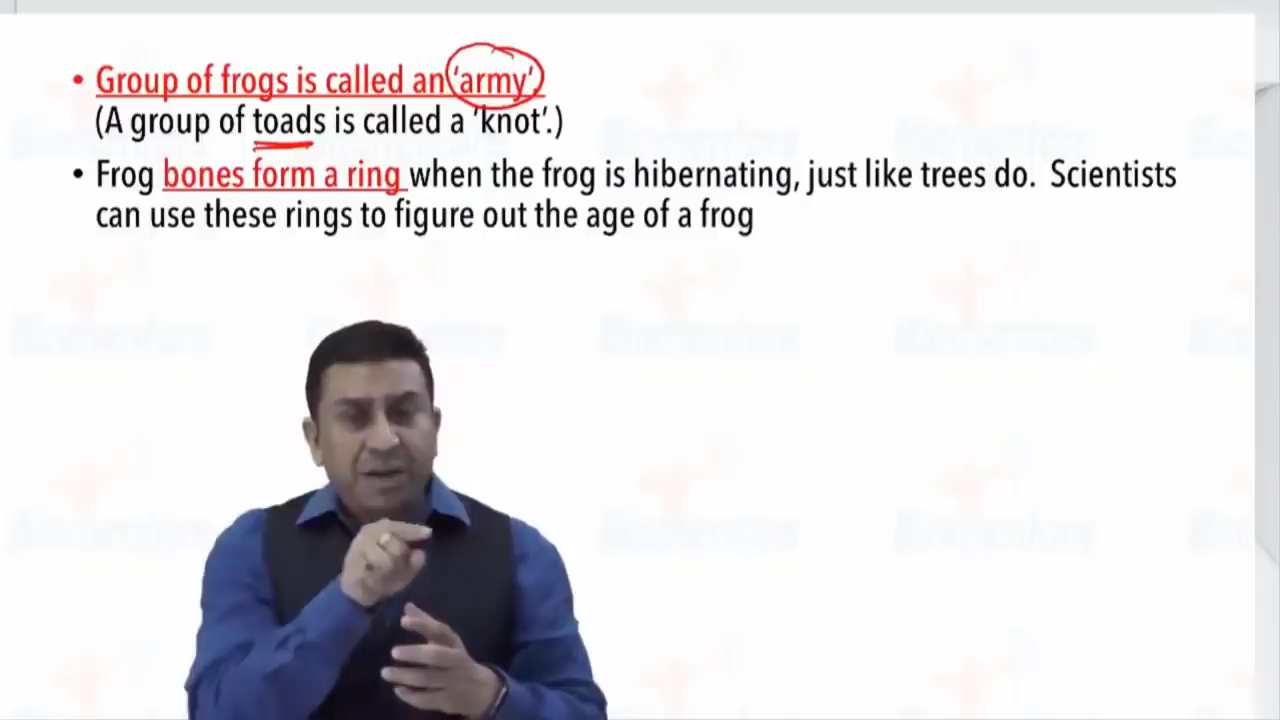 • Group of frogs is called an ‘army’.
(A group of toads is called a ‘knot’.)
• Frog bones form a ring when the frog is hibernating, just like trees do. Scientists
can use these rings to figure out the age of a frog
Biomentors